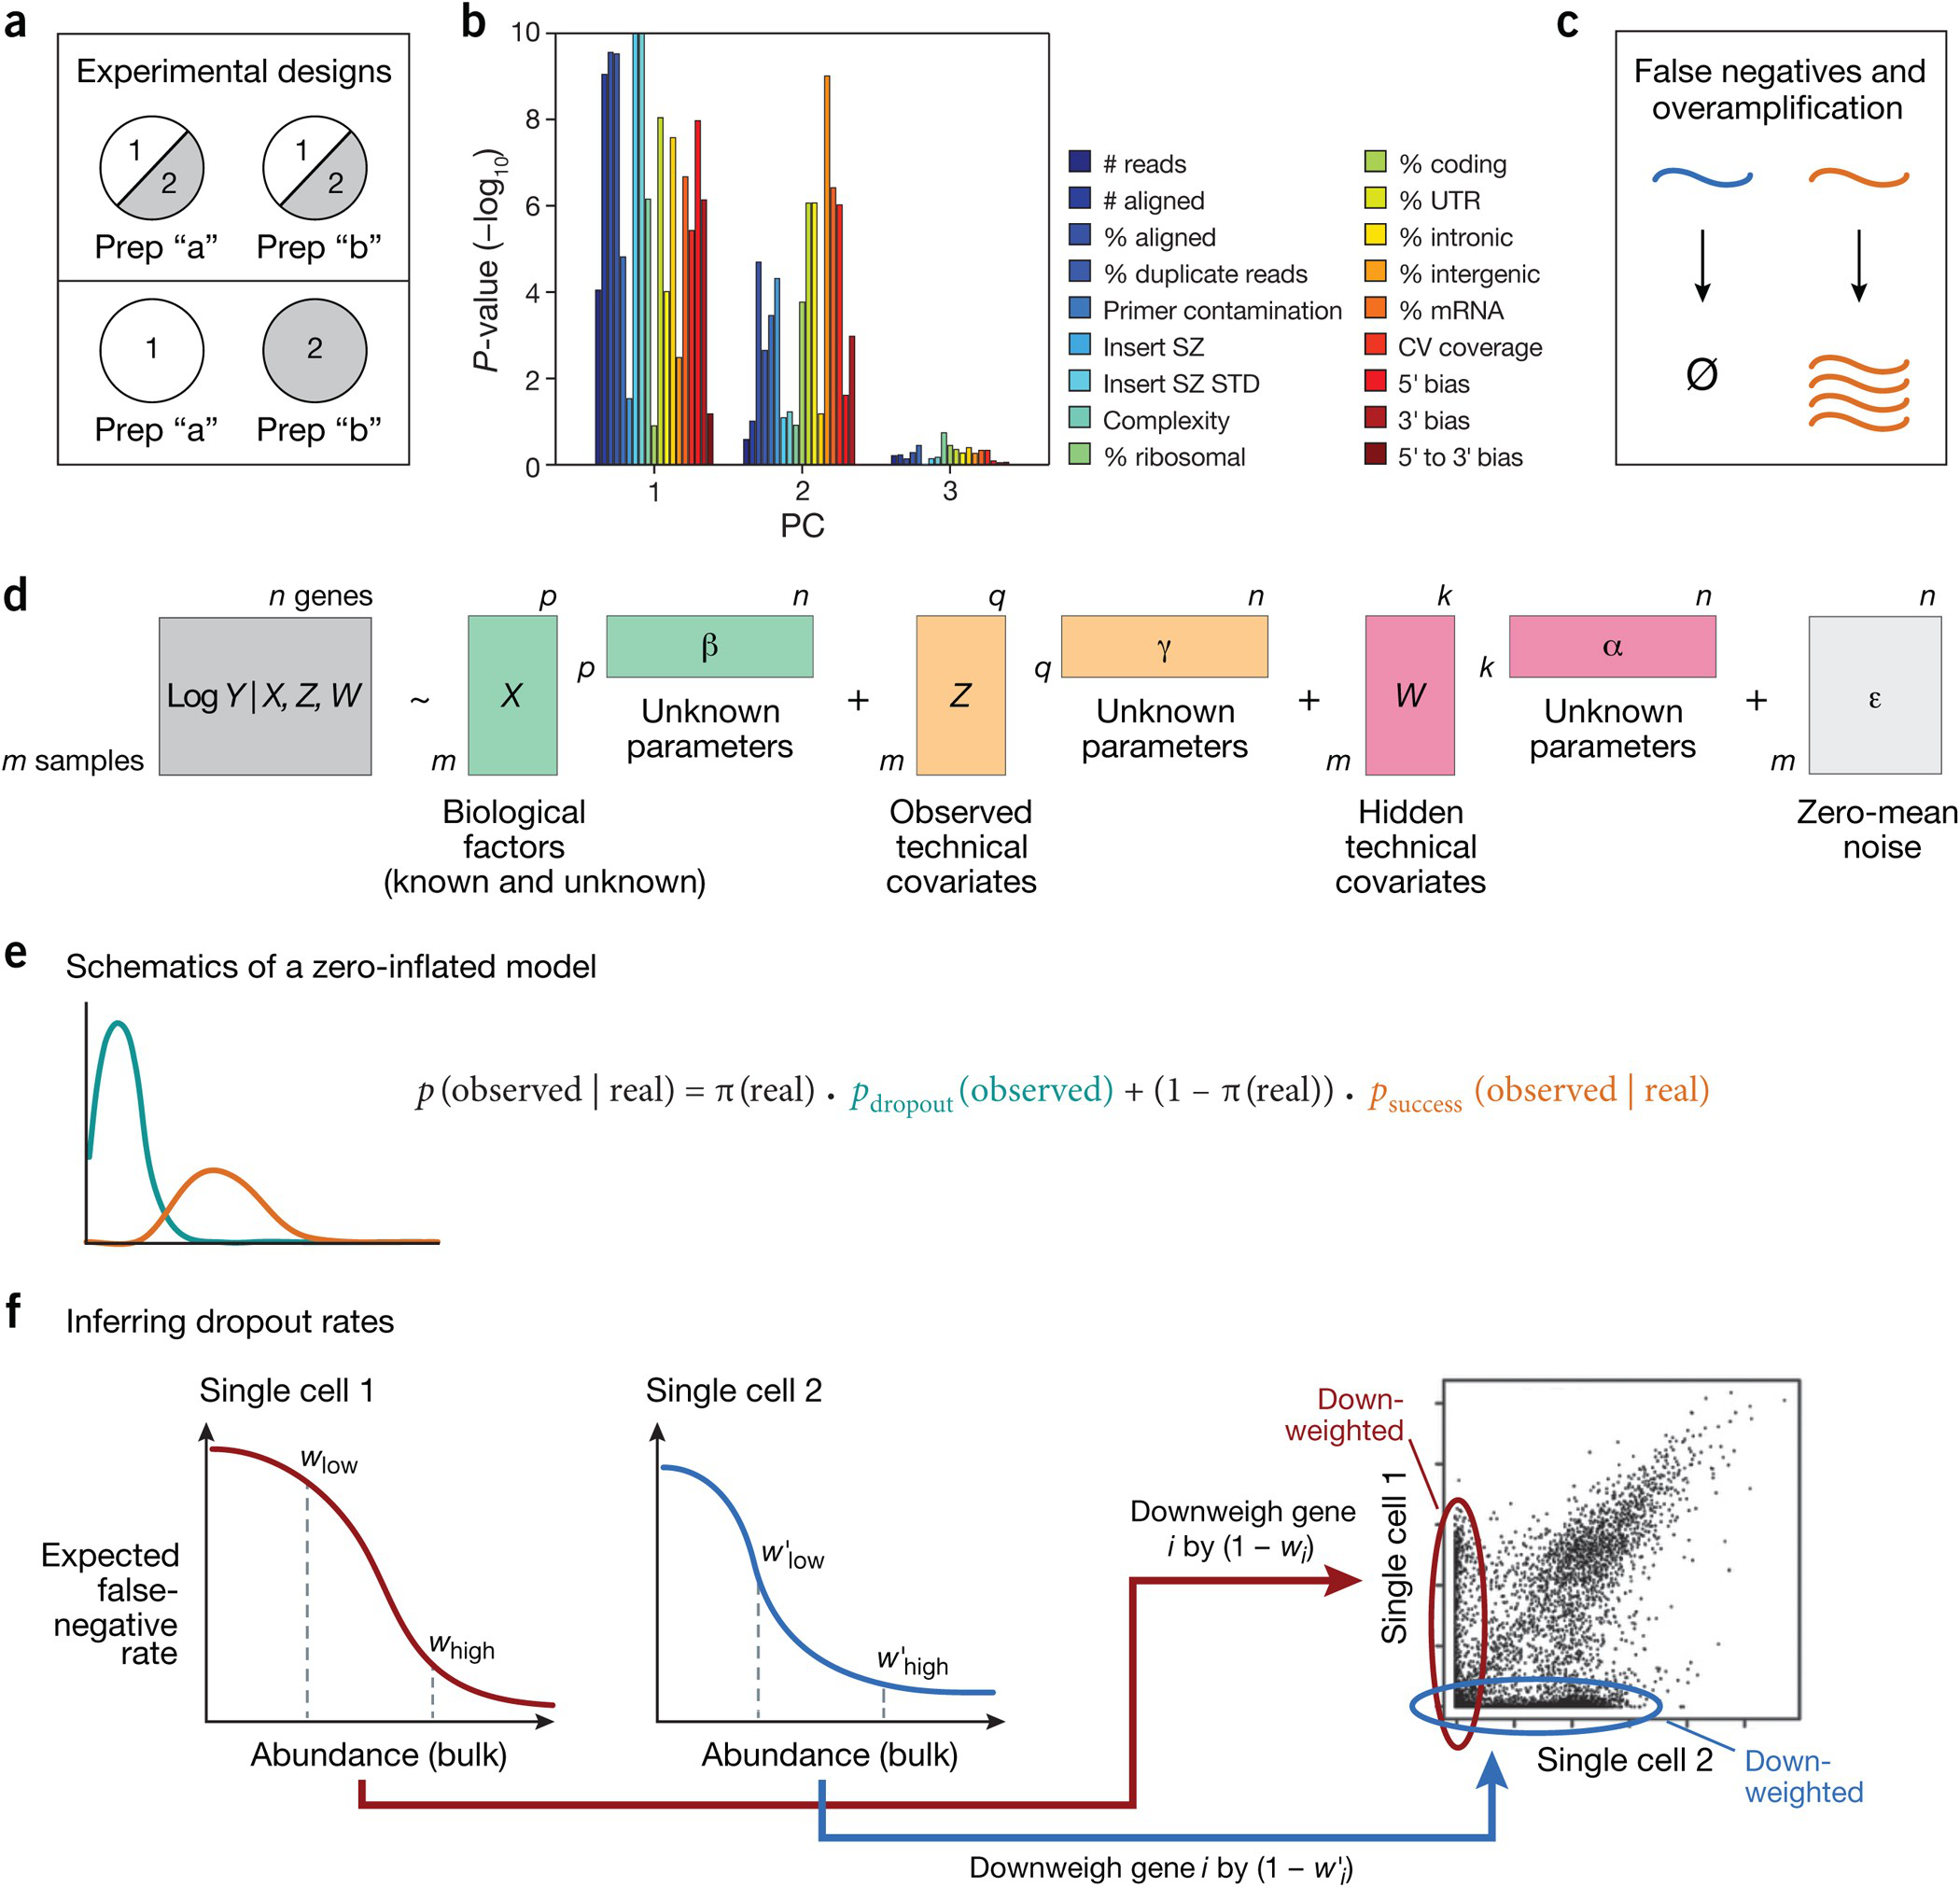 a
Experimental designs
1
2
Prep “a”
1
2
Prep “b”
1
Prep “a”
2
Prep “b”
b
P-value (–log10)
10
8
6
4
2
0
1
2
3
PC
# reads
# aligned
% aligned
% duplicate reads
Primer contamination
Insert SZ
Insert SZ STD
Complexity
% ribosomal
% coding
% UTR
% intronic
% intergenic
% mRNA
CV coverage
5' bias
3' bias
5' to 3' bias
c
False negatives and
overamplification
Ø
d
n genes
m samples
Log Y | X, Z, W
~
p
X
m
Biological
factors
(known and unknown)
n
p
β
Unknown
parameters
+
q
Z
m
Observed
technical
covariates
n
q
γ
Unknown
parameters
+
k
W
m
Hidden
technical
covariates
n
k
α
Unknown
parameters
+
n
m
ε
Zero-mean
noise
e
Schematics of a zero-inflated model
p (observed | real) = π (real) • pdropout (observed) + (1 – π (real)) • psuccess (observed | real)
f
Inferring dropout rates
Single cell 1
wlow
whigh
Expected
false-
negative
rate
Abundance (bulk)
Single cell 2
w'low
w'high
Abundance (bulk)
Downweigh gene
i by (1 – wi)
Downweigh gene i by (1 – w'i)
Down-
weighted
Single cell 1
Single cell 2
Down-
weighted